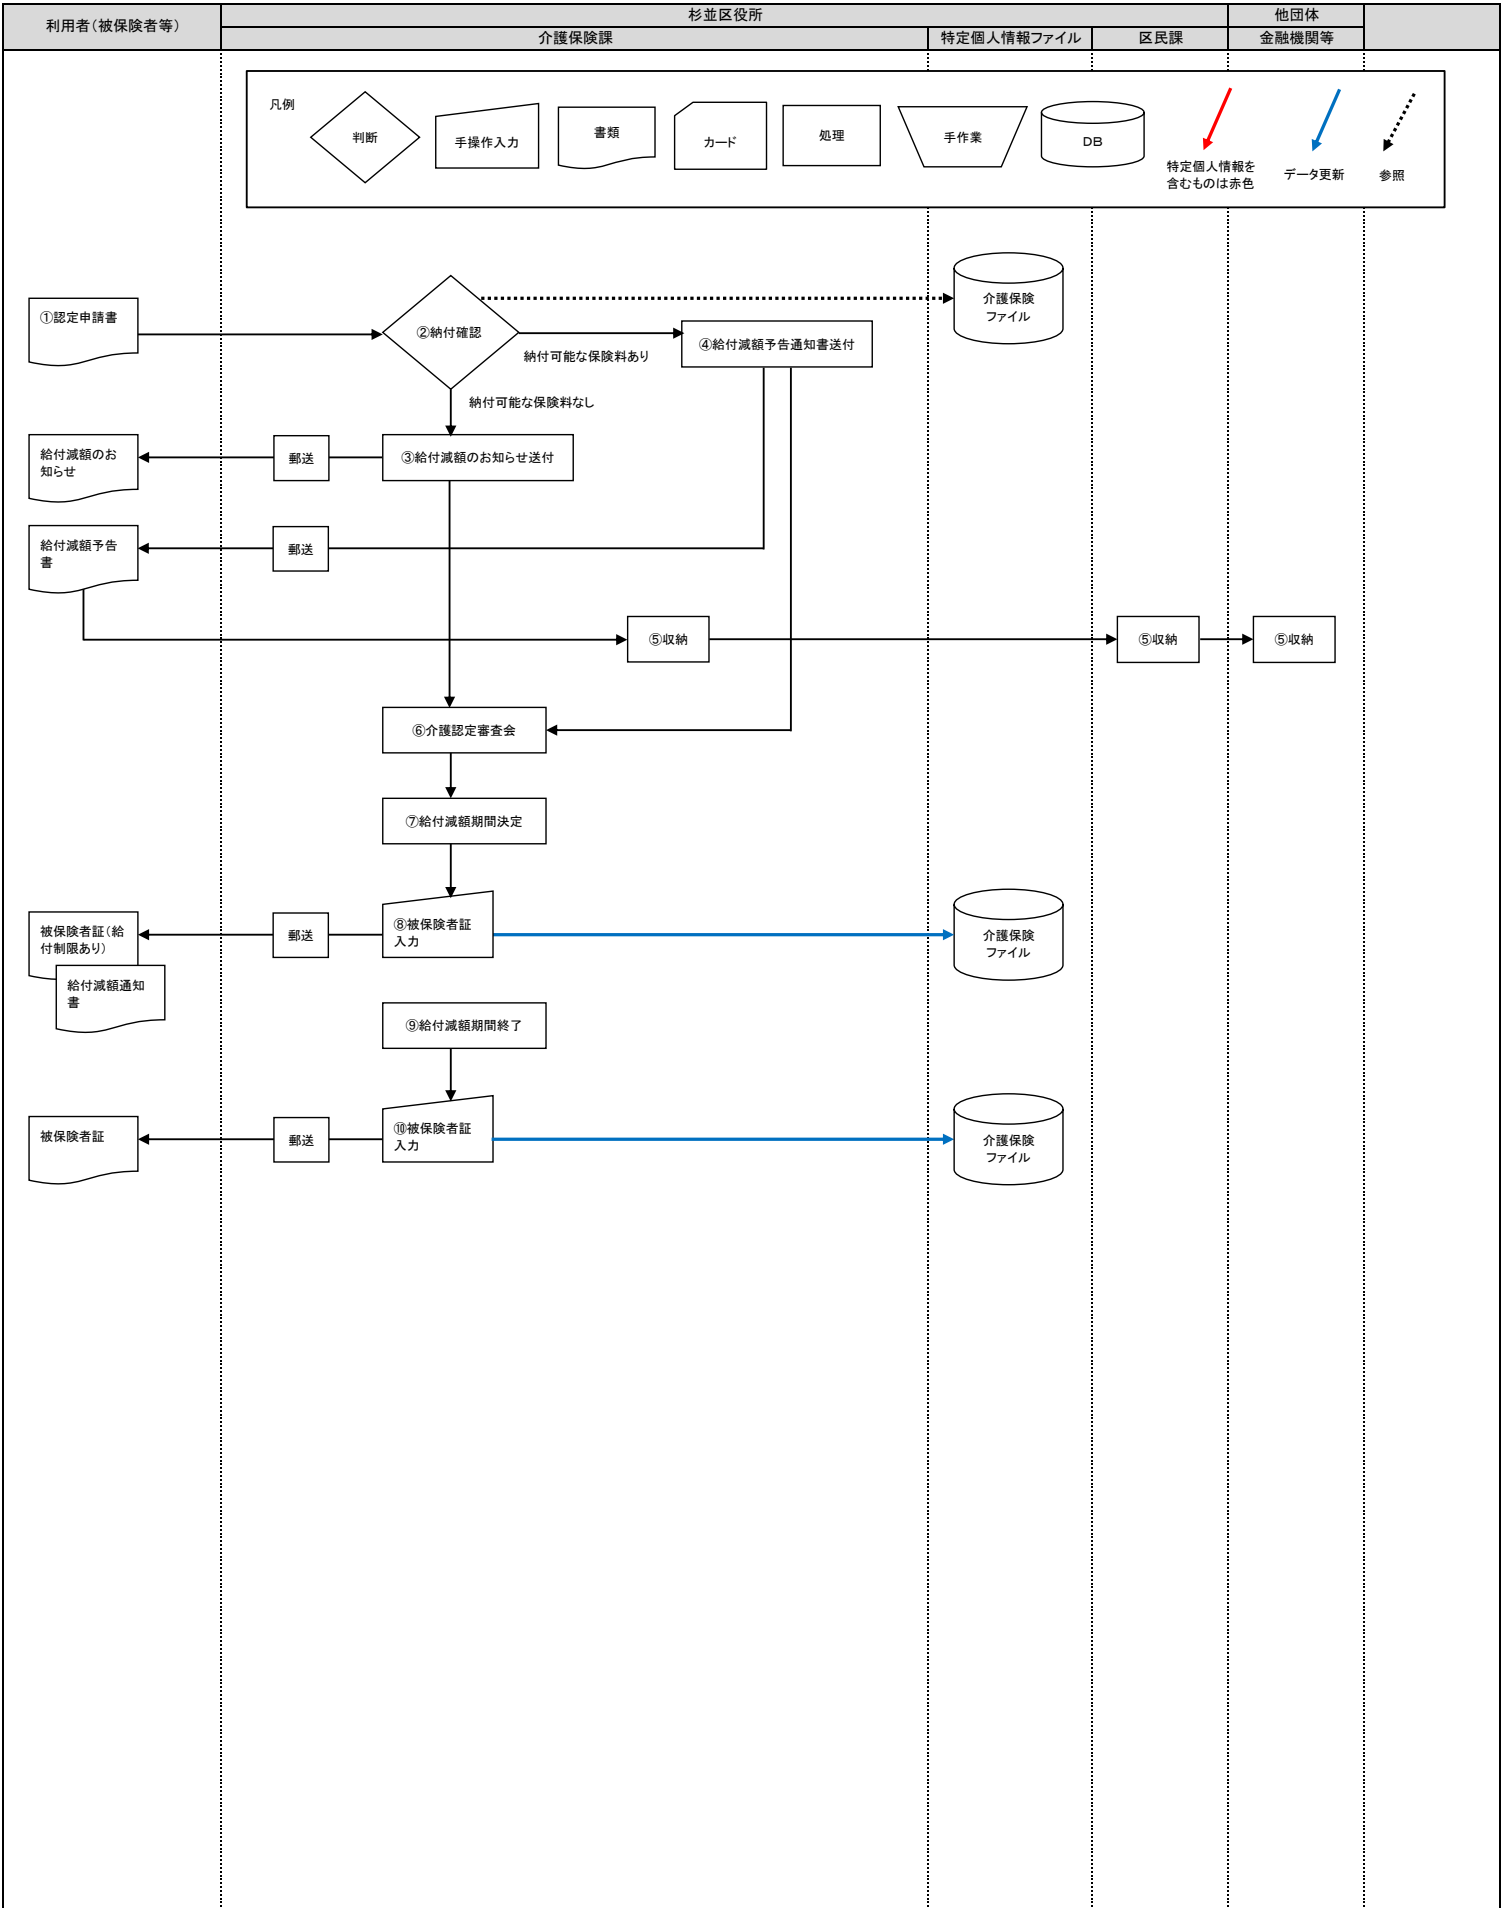 利用者（被保険者等）
杉並区役所
他団体
介護保険課
特定個人情報ファイル
区民課
金融機関等
凡例
判断
手操作入力
書類
カード
処理
手作業
ＤＢ
特定個人情報を
含むものは赤色
データ更新
参照
①認定申請書
②納付確認
納付可能な保険料あり
④給付減額予告通知書送付
介護保険
ファイル
納付可能な保険料なし
給付減額のお
知らせ
郵送
③給付減額のお知らせ送付
給付減額予告
書
郵送
⑤収納
⑤収納
⑤収納
⑥介護認定審査会
⑦給付減額期間決定
被保険者証（給
付制限あり）
給付減額通知
書
郵送
⑧被保険者証
入力
介護保険
ファイル
⑨給付減額期間終了
被保険者証
郵送
⑩被保険者証
入力
介護保険
ファイル